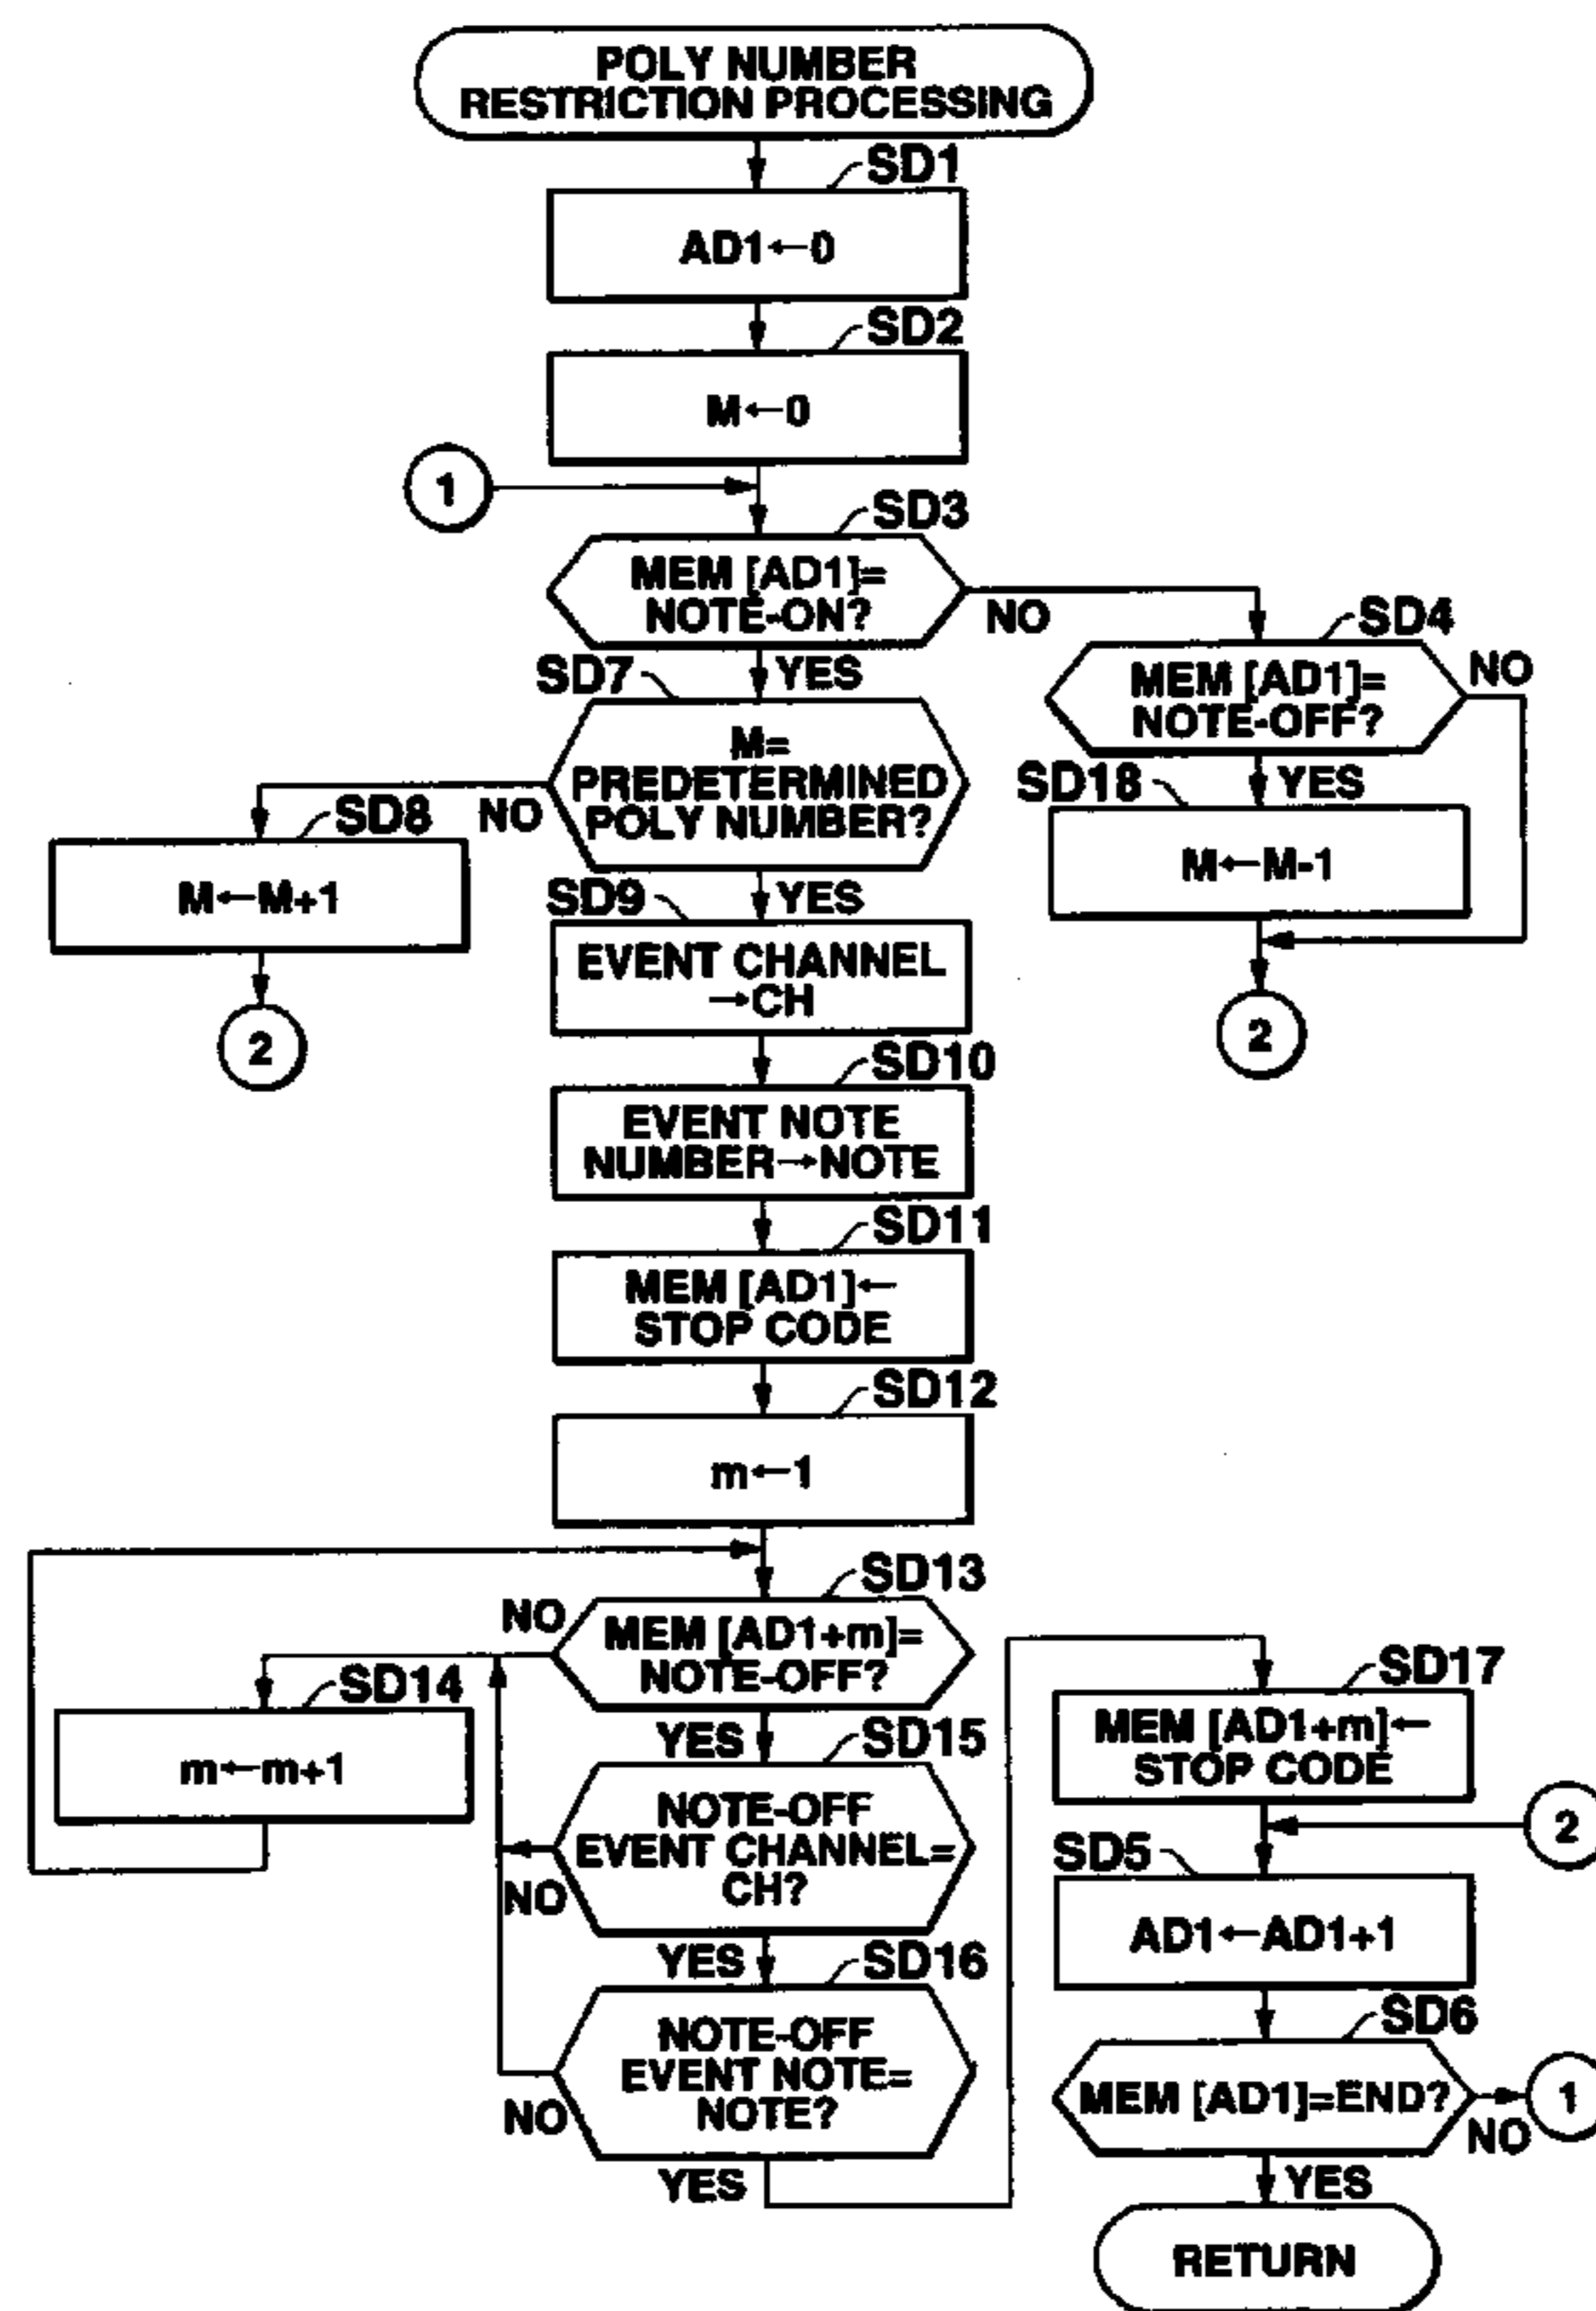 POLY NUMBER
RESTRICTION PROCESSING
SD1
AD1←0
SD2
M←0
1
SD3
MEM [AD1]=
NOTE-ON?
NO
SD4
MEM [AD1]=
NOTE-OFF?
NO
YES
SD18
M←M-1
2
YES
SD7
M=
PREDETERMINED
POLY NUMBER?
NO
SD8
M←M+1
2
YES
SD9
EVENT CHANNEL
→CH
SD10
EVENT NOTE
NUMBER→NOTE
SD11
MEM [AD1]←
STOP CODE
SD12
m←1
SD13
MEM [AD1+m]=
NOTE-OFF?
NO
SD14
m←m+1
YES
SD15
NOTE-OFF
EVENT CHANNEL=
CH?
NO
YES
SD16
NOTE-OFF
EVENT NOTE=
NOTE?
NO
YES
SD17
MEM [AD1+m]←
STOP CODE
2
SD5
AD1←AD1+1
SD6
MEM [AD1]=END?
NO
1
YES
RETURN